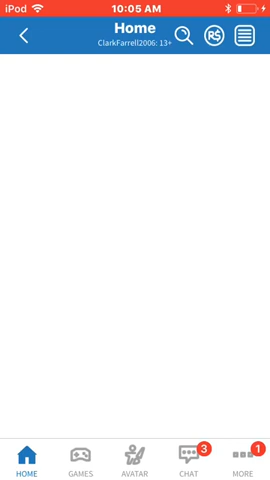 iPod 10:05 AM
Home
ClarkFarrell2006: 13+
R$
3 1
HOME GAMES AVATAR CHAT MORE